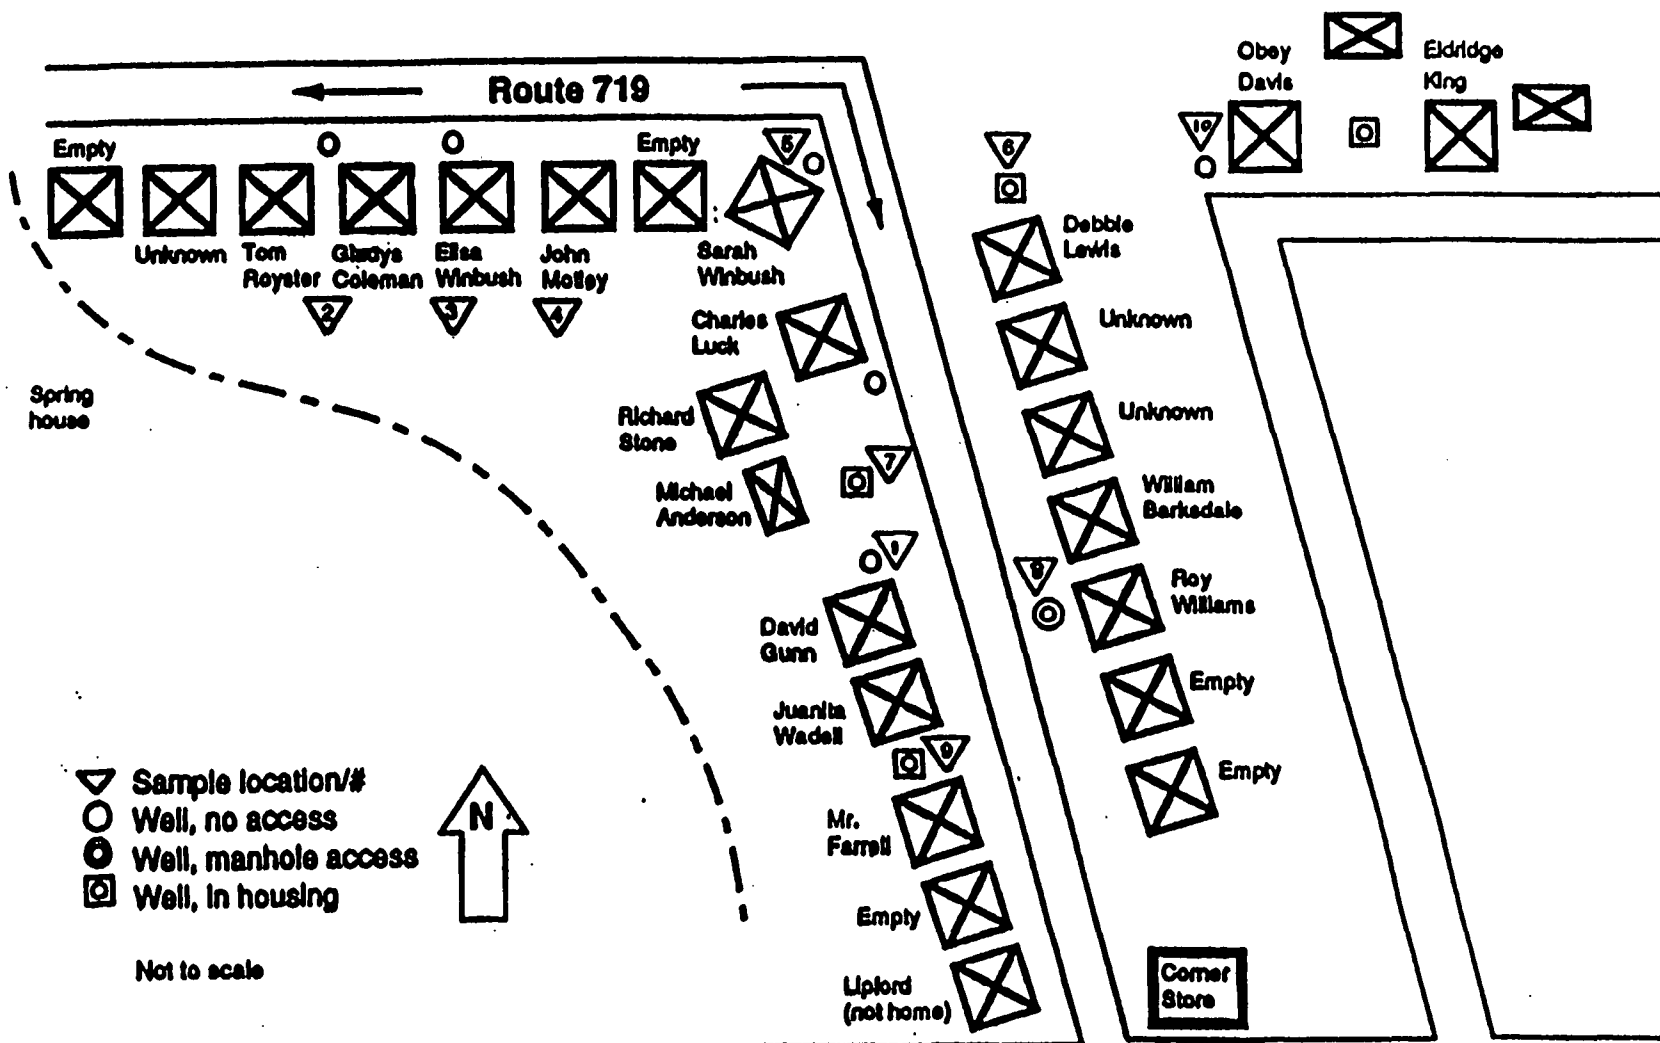 Route 719
Obey
Davis
Eldridge
King
10
Empty
Empty
5
6
Unknown
Tom
Royster
Gladys
Coleman
Elisa
Winbush
John
Motley
Sarah
Winbush
Debbie
Lewis
2
3
4
Charles
Luck
Unknown
Spring
house
Richard
Stone
Unknown
7
Michael
Anderson
William
Barksdale
1
8
Roy
Williams
David
Gunn
Empty
Juanita
Wadell
9
Empty
Sample location/#
Well, no access
Well, manhole access
Well, in housing
N
Mr.
Farrell
Empty
Not to scale
Lipford
(not home)
Corner
Store